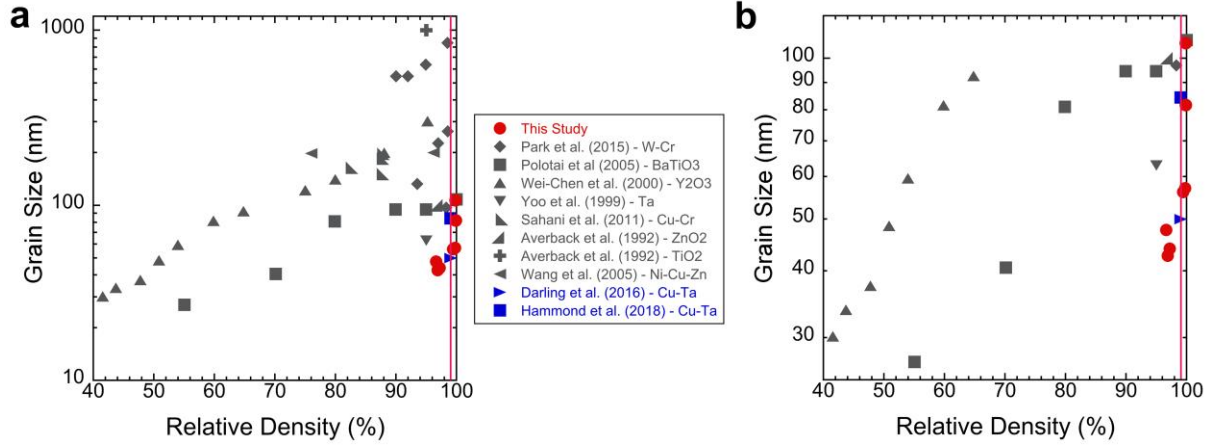 a
1000
100
10
Grain Size (nm)
40 50 60 70 80 90 100
Relative Density (%)
This Study
Park et al. (2015) - W-Cr
Polotai et al (2005) - BaTiO3
Wei-Chen et al. (2000) - Y2O3
Yoo et al. (1999) - Ta
Sahani et al. (2011) - Cu-Cr
Averback et al. (1992) - ZnO2
Averback et al. (1992) - TiO2
Wang et al. (2005) - Ni-Cu-Zn
Darling et al. (2016) - Cu-Ta
Hammond et al. (2018) - Cu-Ta
b
100
90
80
70
60
50
40
30
Grain Size (nm)
40 50 60 70 80 90 100
Relative Density (%)